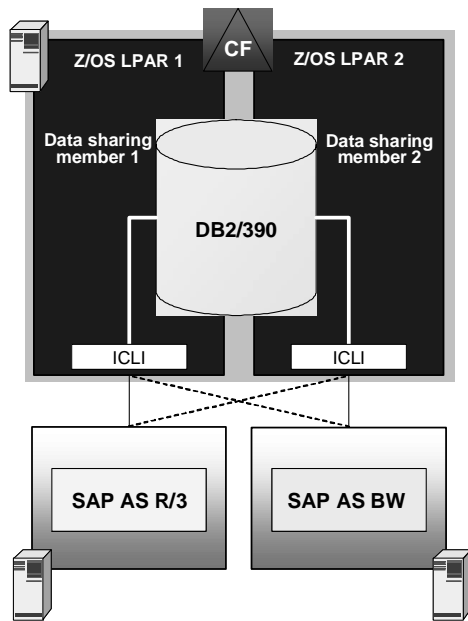 CF
Z/OS LPAR 1
Z/OS LPAR 2
Data sharing
member 1
Data sharing
member 2
DB2/390
ICLI
ICLI
SAP AS R/3
SAP AS BW